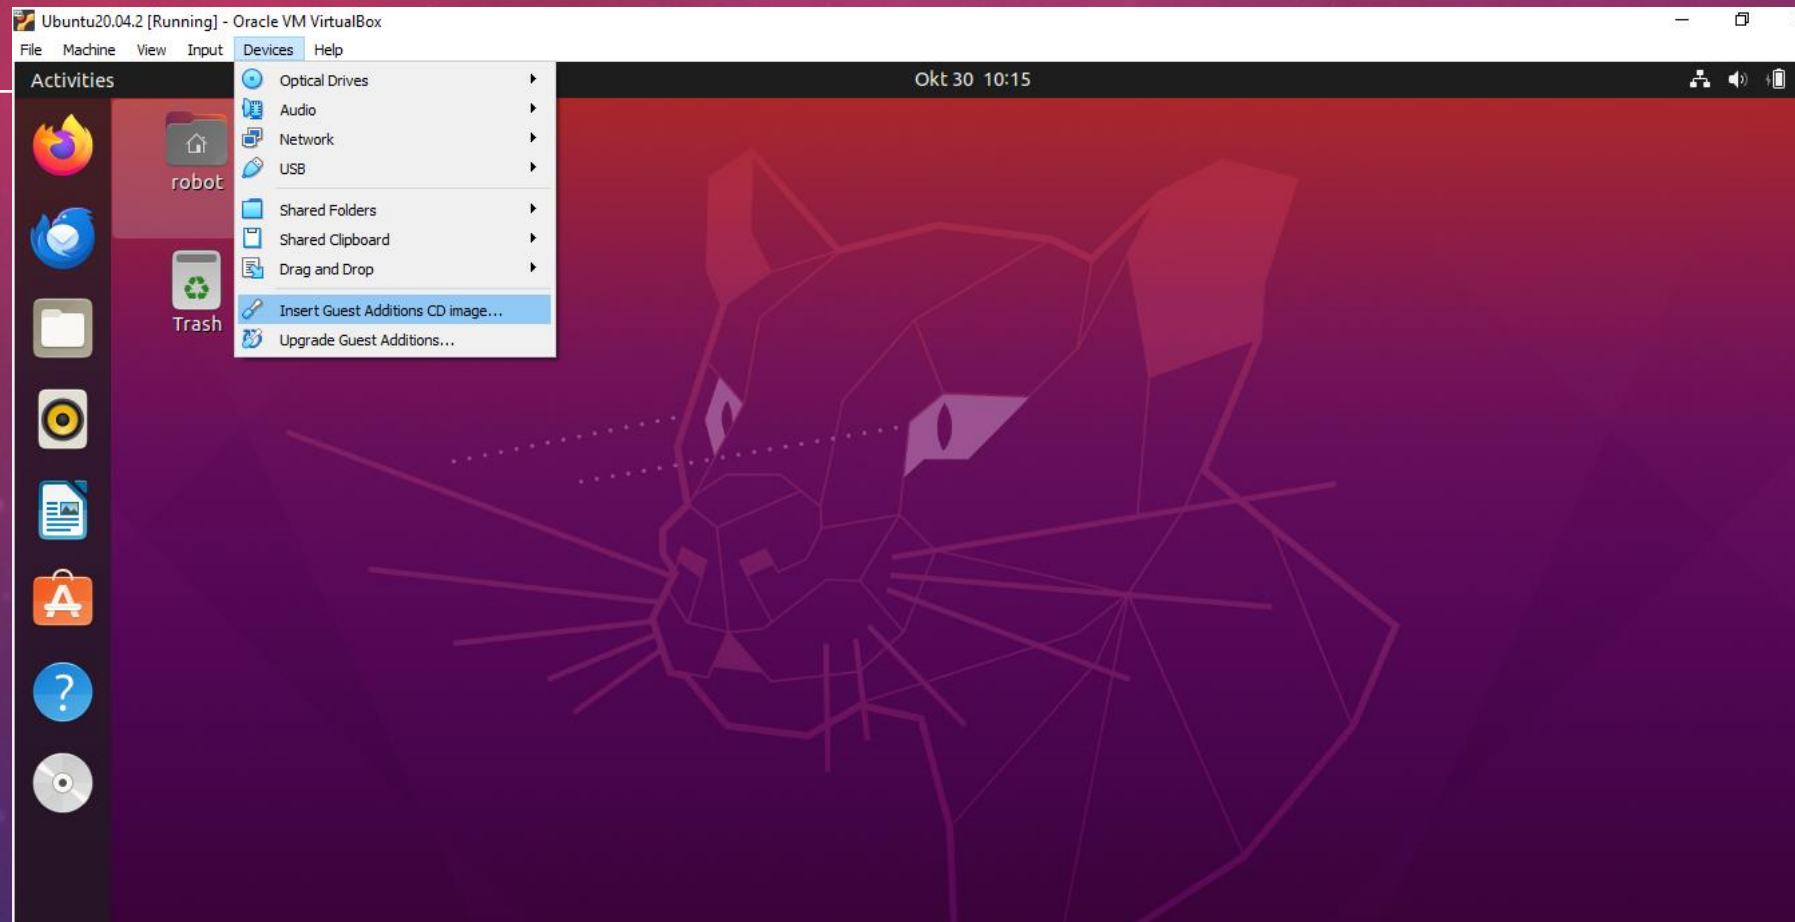 Ubuntu20.04.2 [Running] - Oracle VM VirtualBox
File Machine View Input Devices Help
Activities
Okt 30 10:15
Optical Drives
Audio
Network
USB
Shared Folders
Shared Clipboard
Drag and Drop
Insert Guest Additions CD image...
Upgrade Guest Additions...
robot
Trash